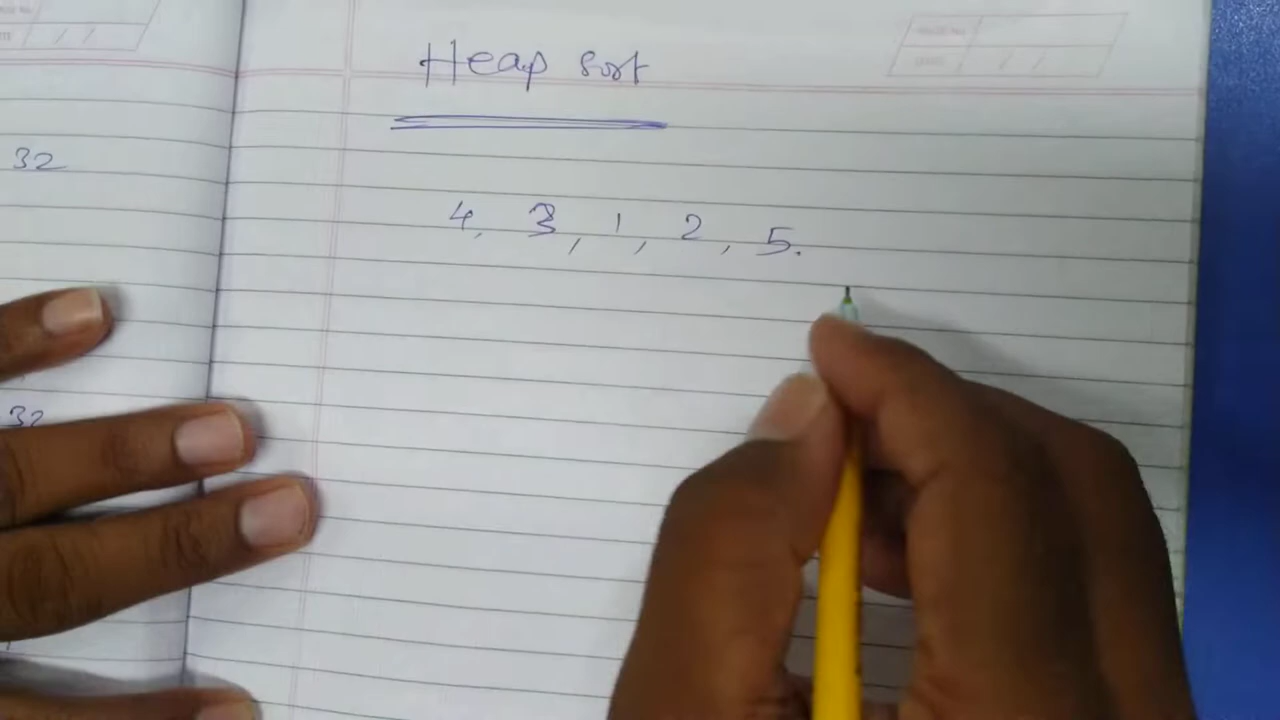 Heap sort
32
4, 3, 1, 2, 5.
32